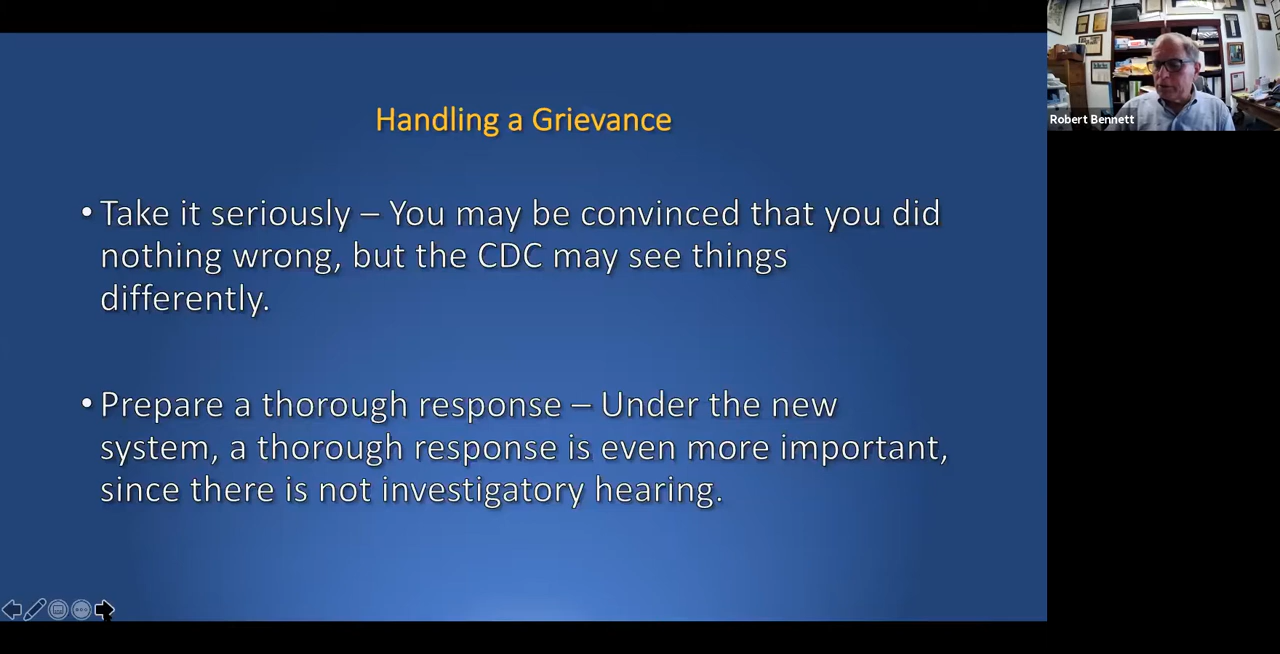 Handling a Grievance
• Take it seriously – You may be convinced that you did
nothing wrong, but the CDC may see things
differently.
• Prepare a thorough response – Under the new
system, a thorough response is even more important,
since there is not investigatory hearing.
Robert Bennett